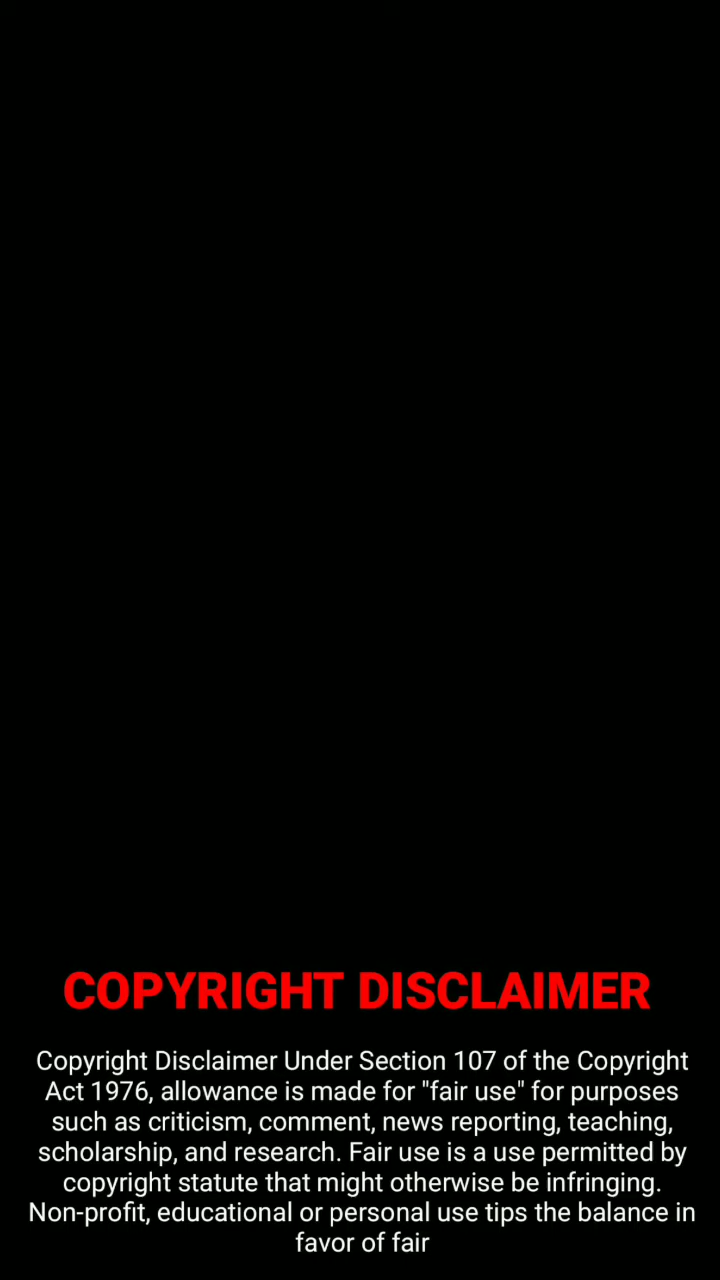 COPYRIGHT DISCLAIMER
Copyright Disclaimer Under Section 107 of the Copyright
Act 1976, allowance is made for "fair use" for purposes
such as criticism, comment, news reporting, teaching,
scholarship, and research. Fair use is a use permitted by
copyright statute that might otherwise be infringing.
Non-profit, educational or personal use tips the balance in
favor of fair